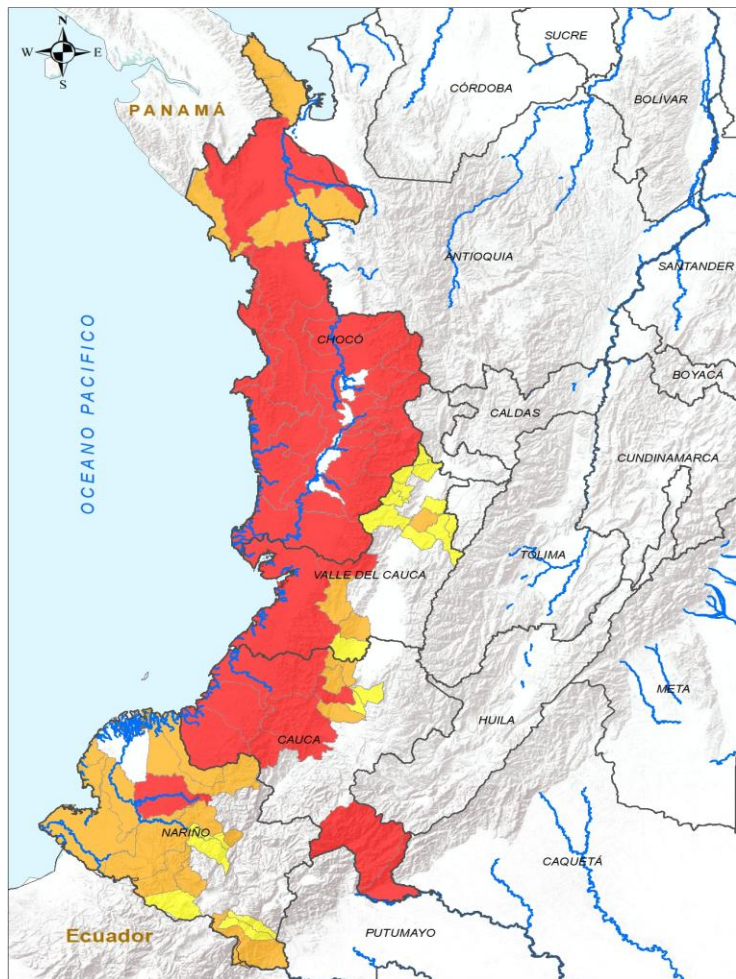 SUCRE
N
W E
S
CÓRDOBA
BOLÍVAR
PANAMÁ
ANTIOQUIA
SANTANDER
OCEANO PACIFICO
CHOCÓ
BOYACÁ
CALDAS
CUNDINAMARCA
TOLIMA
VALLE DEL CAUCA
META
HUILA
CAUCA
NARIÑO
CAQUETÁ
PUTUMAYO
Ecuador